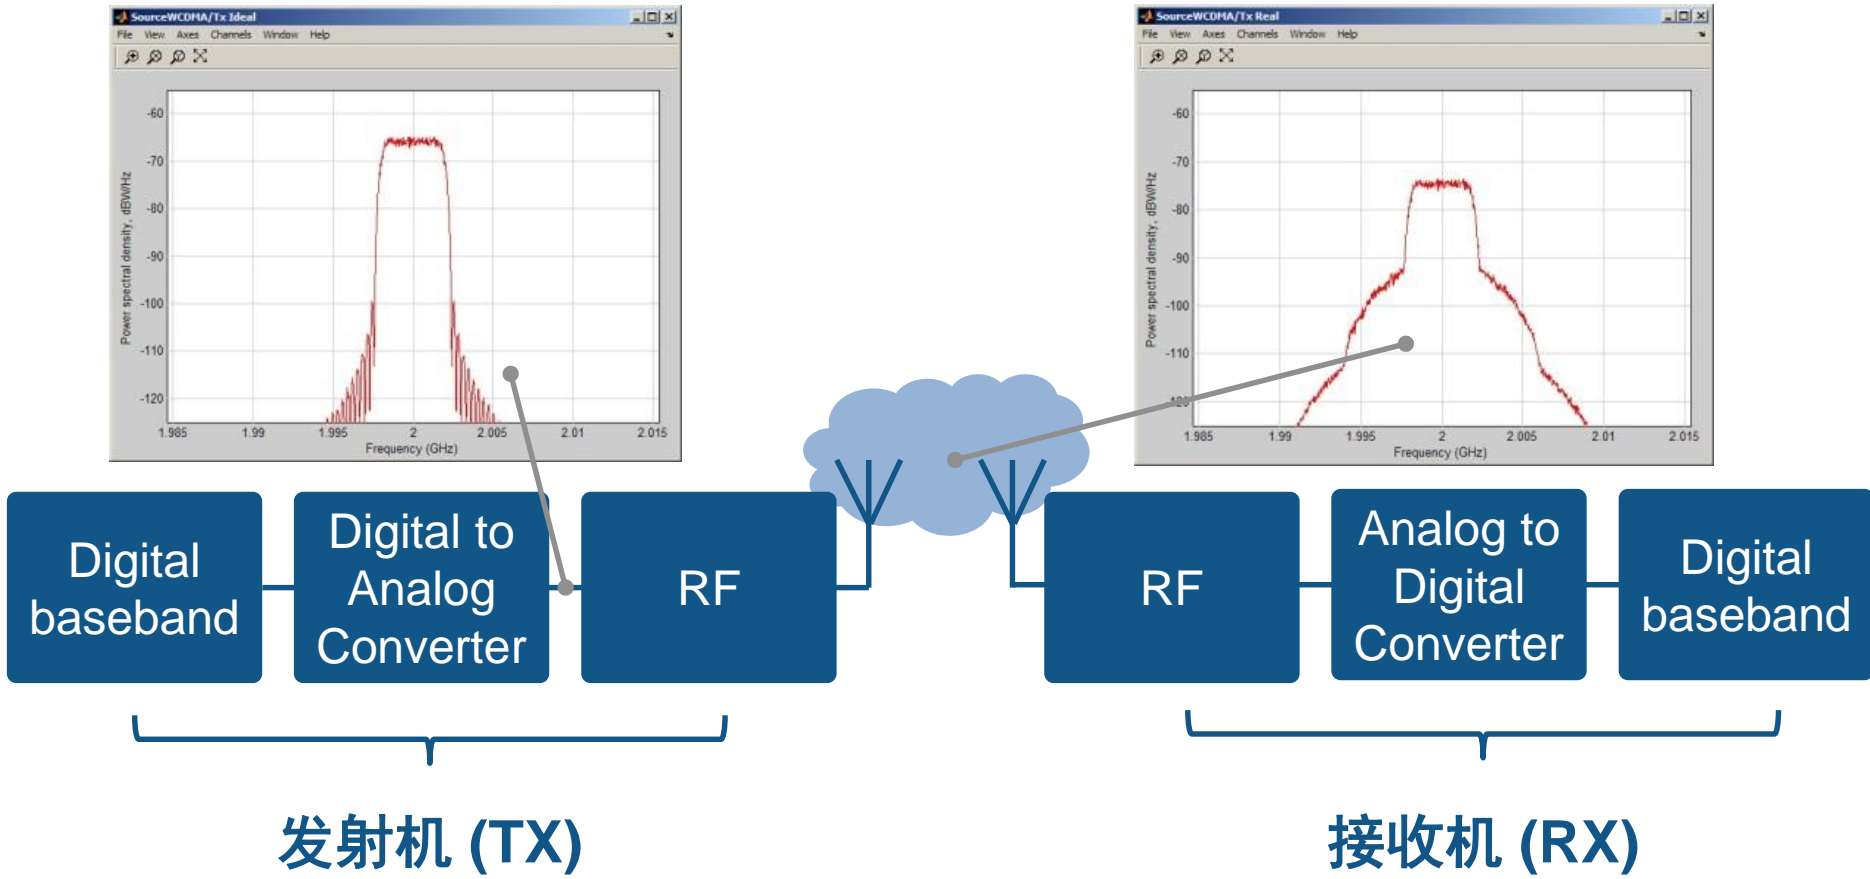 SourceWCDMA/Tx Ideal
File View Axes Channels Window Help
Power spectral density, dBW/Hz
-60
-70
-80
-90
-100
-110
-120
1.985 1.99 1.995 2 2.005 2.01 2.015
Frequency (GHz)
SourceWCDMA/Tx Real
File View Axes Channels Window Help
Power spectral density, dBW/Hz
-60
-70
-80
-90
-100
-110
-120
1.985 1.99 1.995 2 2.005 2.01 2.015
Frequency (GHz)
Digital
baseband
Digital to
Analog
Converter
RF
RF
Analog to
Digital
Converter
Digital
baseband
发射机 (TX)
接收机 (RX)